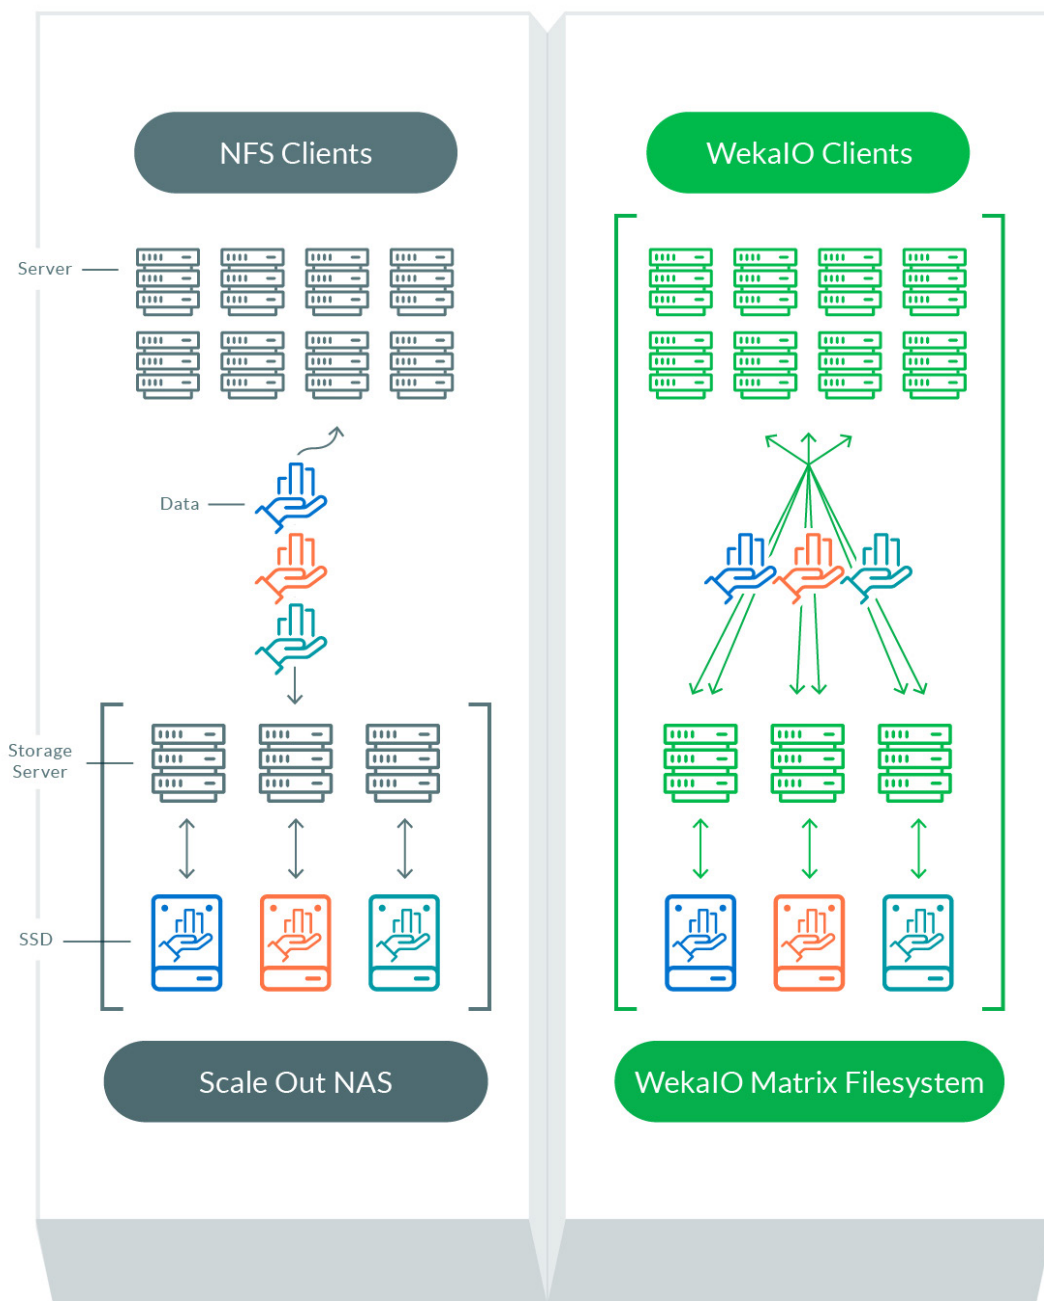 NFS Clients
WekaIO Clients
Server
Data
Storage
Server
SSD
Scale Out NAS
WekaIO Matrix Filesystem